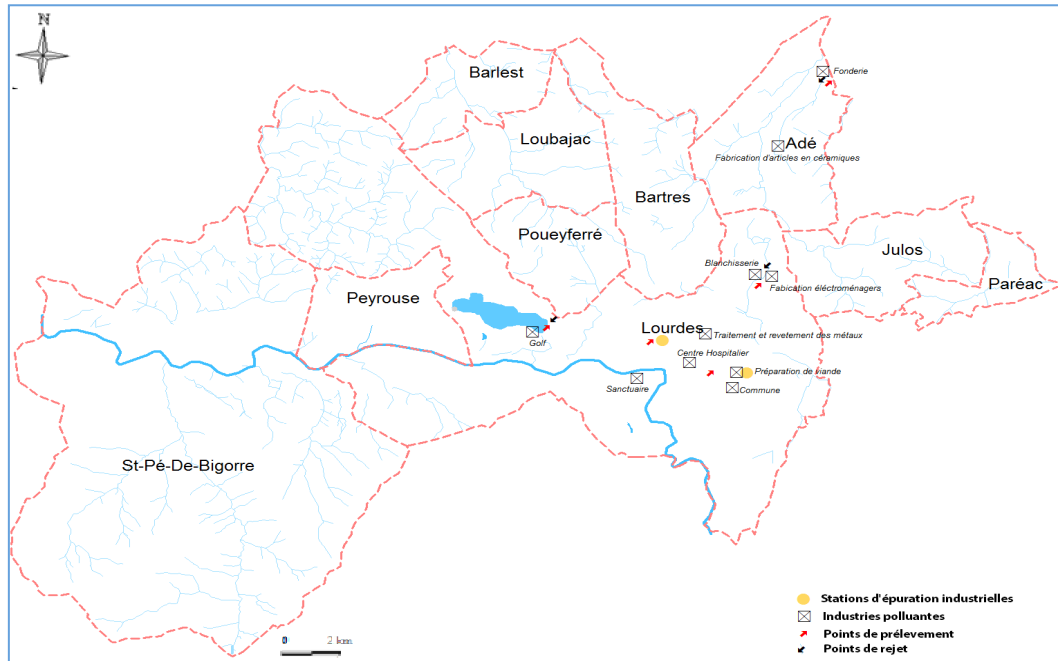 N
Barlest
Fonderie
Loubajac
Adé
Fabrication d'articles en céramiques
Bartres
Poueyferré
Julos
Blanchisserie
Paréac
Fabrication éléctroménagers
Peyrouse
Lourdes
Traitement et revetement des métaux
Golf
Centre Hospitalier
Préparation de viande
Sanctuaire
Commune
St-Pé-De-Bigorre
Stations d'épuration industrielles
Industries polluantes
Points de prélevement
Points de rejet
0 2 km